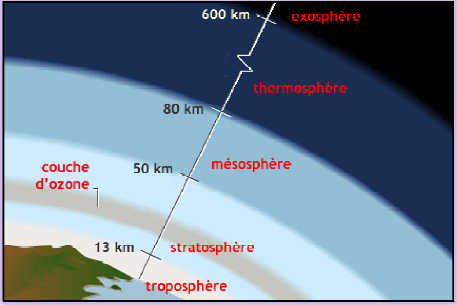 600 km
exosphère
thermosphère
80 km
mésosphère
50 km
couche
d'ozone
13 km
stratosphère
troposphère